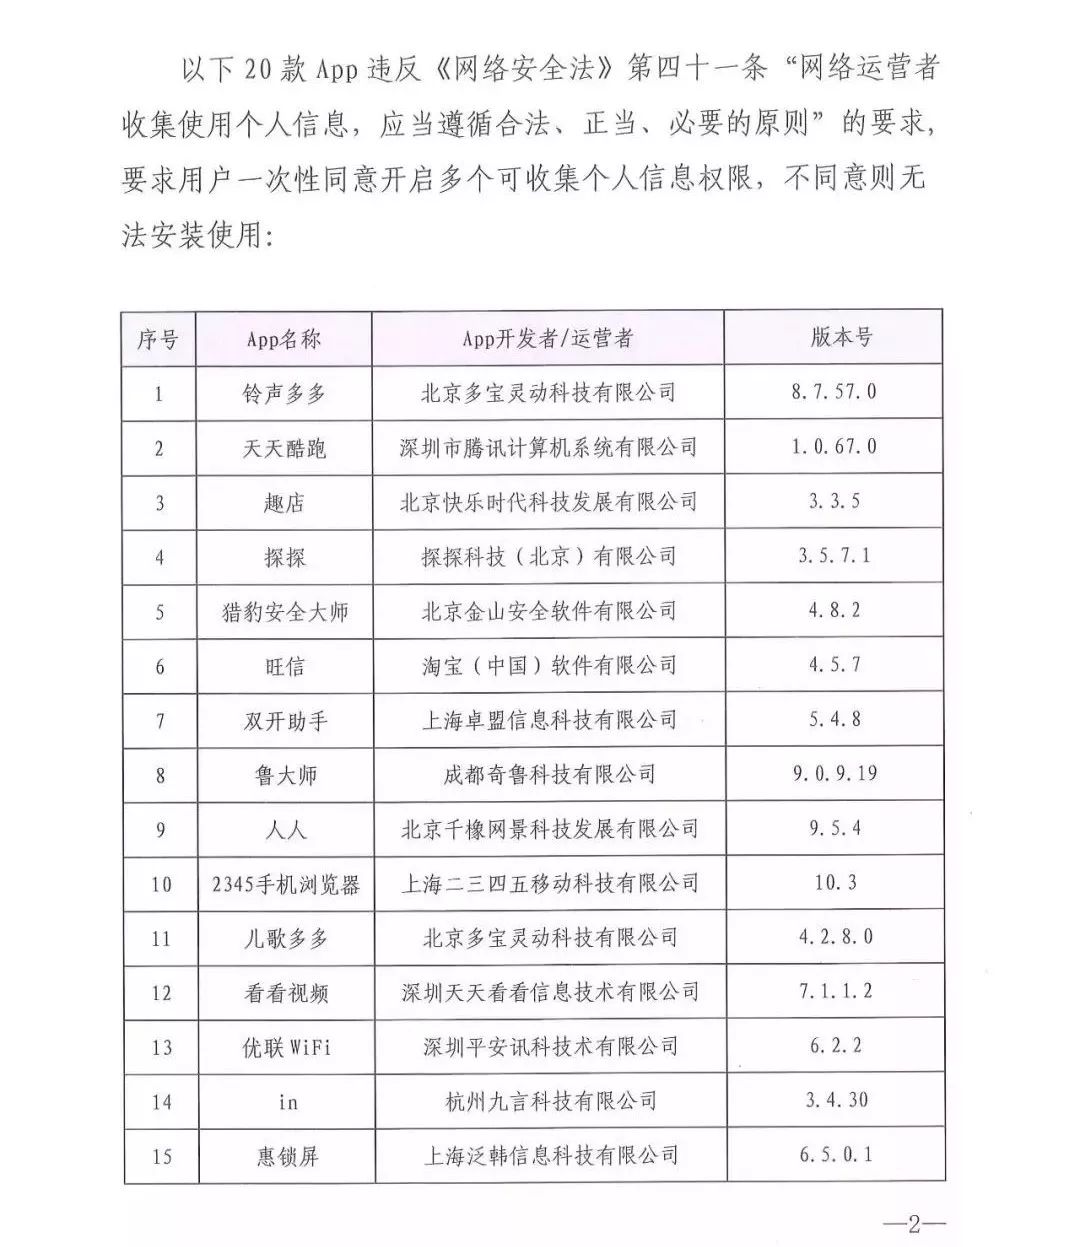 以下 20 款 App 违反《网络安全法》第四十一条“网络运营者
收集使用个人信息，应当遵循合法、正当、必要的原则”的要求，
要求用户一次性同意开启多个可收集个人信息权限，不同意则无
法安装使用：
序号 App名称 App开发者/运营者 版本号
1 铃声多多 北京多宝灵动科技有限公司 8.7.57.0
2 天天酷跑 深圳市腾讯计算机系统有限公司 1.0.67.0
3 趣店 北京快乐时代科技发展有限公司 3.3.5
4 探探 探探科技（北京）有限公司 3.5.7.1
5 猎豹安全大师 北京金山安全软件有限公司 4.8.2
6 旺信 淘宝（中国）软件有限公司 4.5.7
7 双开助手 上海卓盟信息科技有限公司 5.4.8
8 鲁大师 成都奇鲁科技有限公司 9.0.9.19
9 人人 北京千橡网景科技发展有限公司 9.5.4
10 2345手机浏览器 上海二三四五移动科技有限公司 10.3
11 儿歌多多 北京多宝灵动科技有限公司 4.2.8.0
12 看看视频 深圳天天看看信息技术有限公司 7.1.1.2
13 优联WiFi 深圳平安讯科技术有限公司 6.2.2
14 in 杭州九言科技有限公司 3.4.30
15 惠锁屏 上海泛韩信息科技有限公司 6.5.0.1
—2—